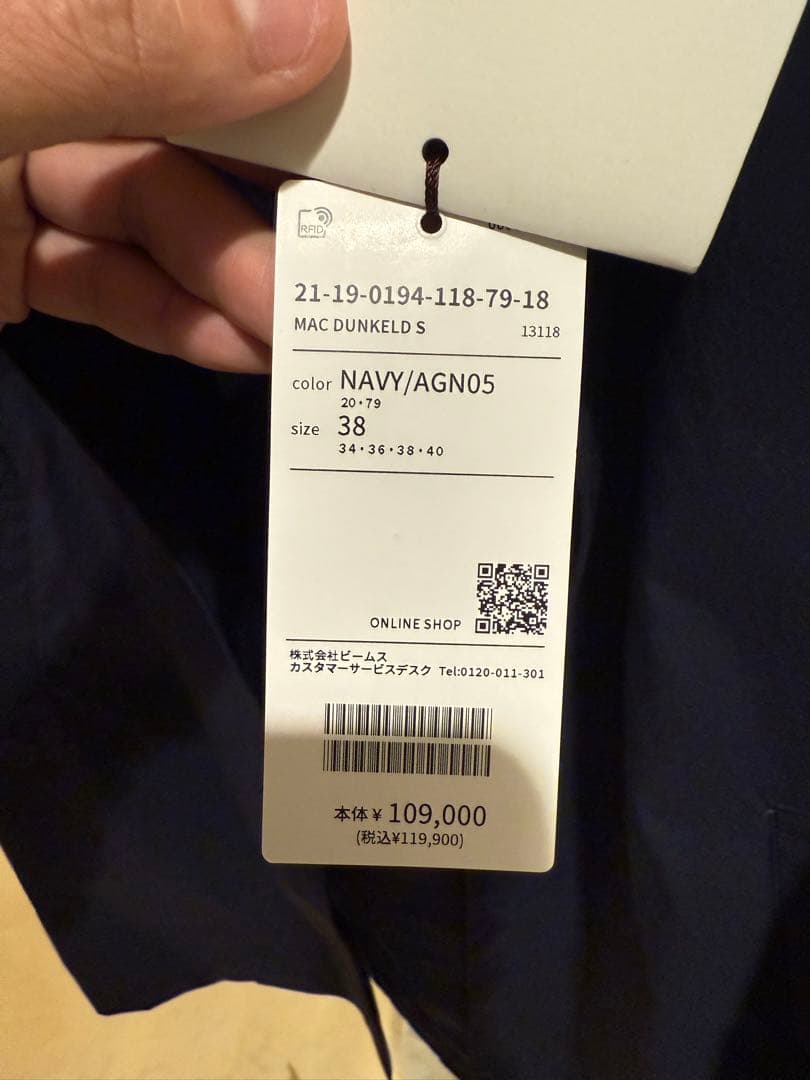 RFID
21-19-0194-118-79-18
MAC DUNKELD S 13118
color NAVY/AGN05
20・79
size 38
34・36・38・40
ONLINE SHOP
株式会社ビームス
カスタマーサービスデスク Tel:0120-011-301
本体¥ 109,000
(税込¥119,900)